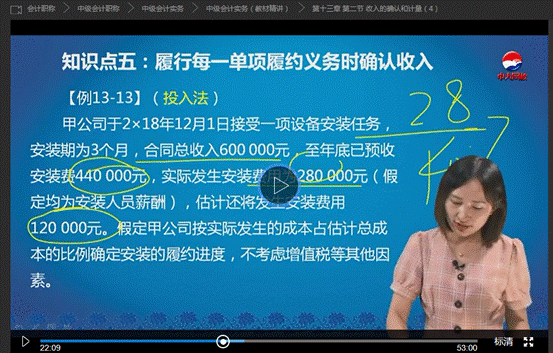 会计职称 中级会计职称 中级会计实务 中级会计实务（教材精讲） 第十三章 第二节 收入的确认和计量（4）
知识点五：履行每一单项履约义务时确认收入
【例13-13】（投入法）
甲公司于2×18年12月1日接受一项设备安装任务，
安装期为3个月，合同总收入600 000元，至年底已预收
安装费440 000元，实际发生安装费用为280 000元（假
定均为安装人员薪酬），估计还将发生安装费用
120 000元。假定甲公司按实际发生的成本占估计总成
本的比例确定安装的履约进度，不考虑增值税等其他因
素。
28
22:09
53:00
标清